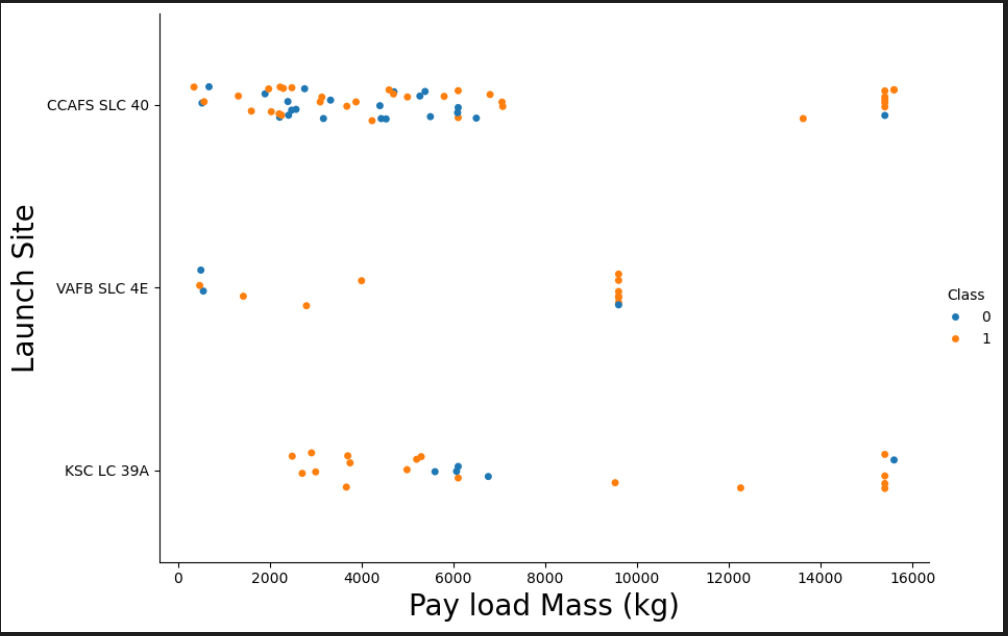 Launch Site
CCAFS SLC 40
VAFB SLC 4E
KSC LC 39A
0 2000 4000 6000 8000 10000 12000 14000 16000
Pay load Mass (kg)
Class
0
1